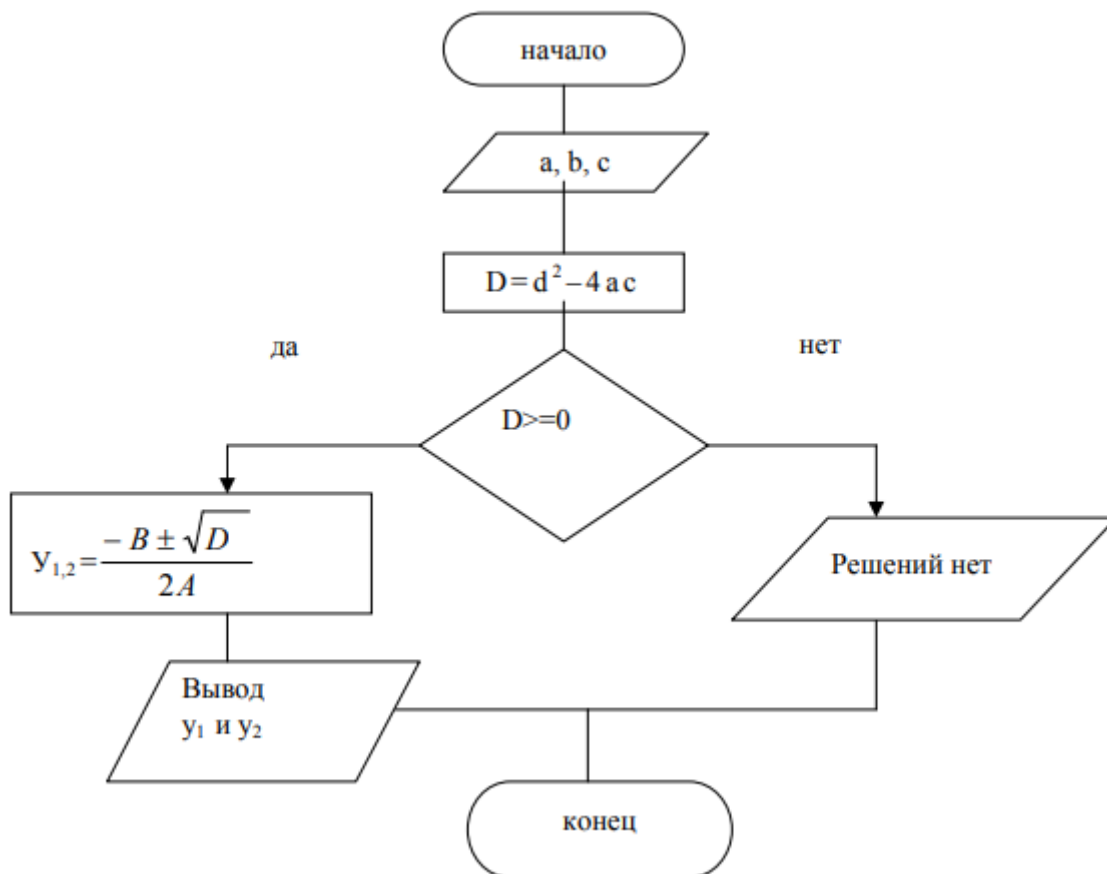 начало
a, b, c
D = d² – 4 a c
да
нет
D>=0
У₁,₂ = (– B ± √D) / 2A
Решений нет
Вывод
y₁ и y₂
конец